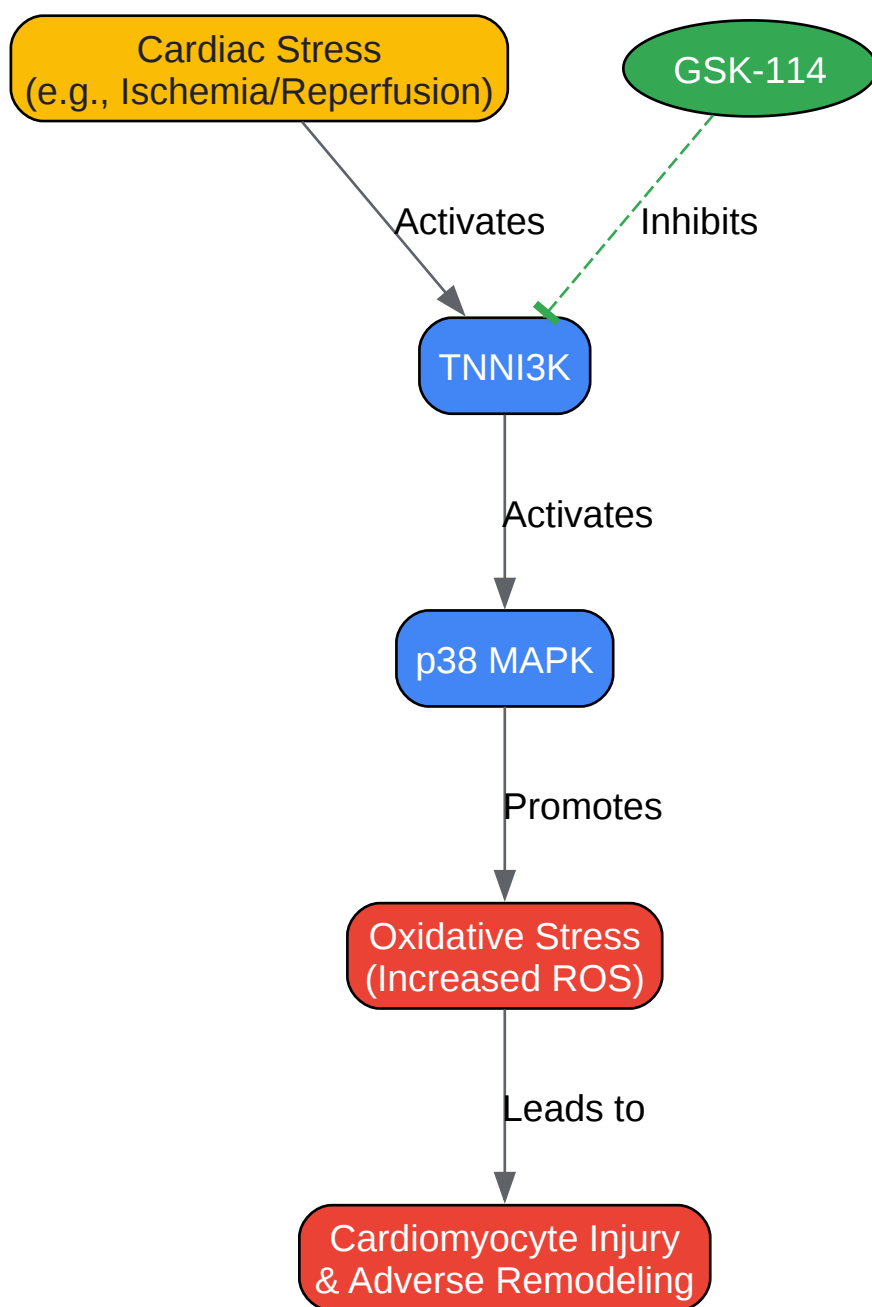 Cardiac Stress
(e.g., Ischemia/Reperfusion)
GSK-114
Activates
Inhibits
TNNI3K
Activates
p38 MAPK
Promotes
Oxidative Stress
(Increased ROS)
Leads to
Cardiomyocyte Injury
& Adverse Remodeling